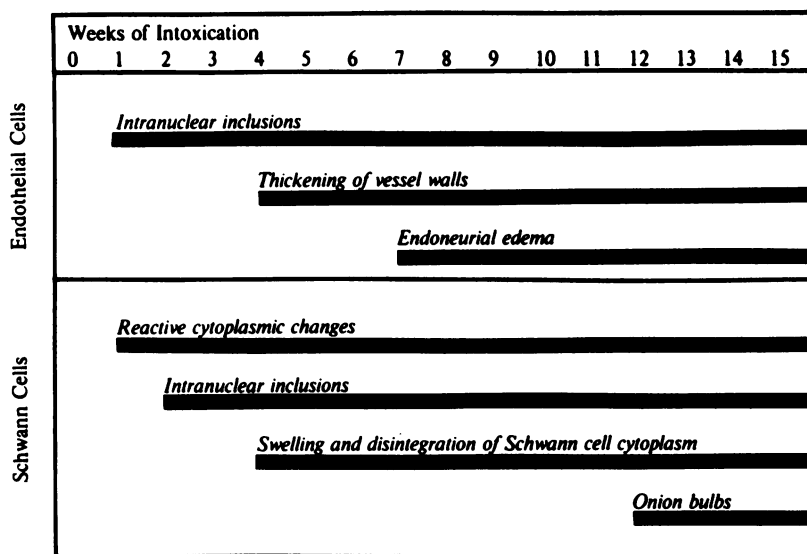 Weeks of Intoxication
0 1 2 3 4 5 6 7 8 9 10 11 12 13 14 15
Endothelial Cells
Intranuclear inclusions
Thickening of vessel walls
Endoneurial edema
Schwann Cells
Reactive cytoplasmic changes
Intranuclear inclusions
Swelling and disintegration of Schwann cell cytoplasm
Onion bulbs